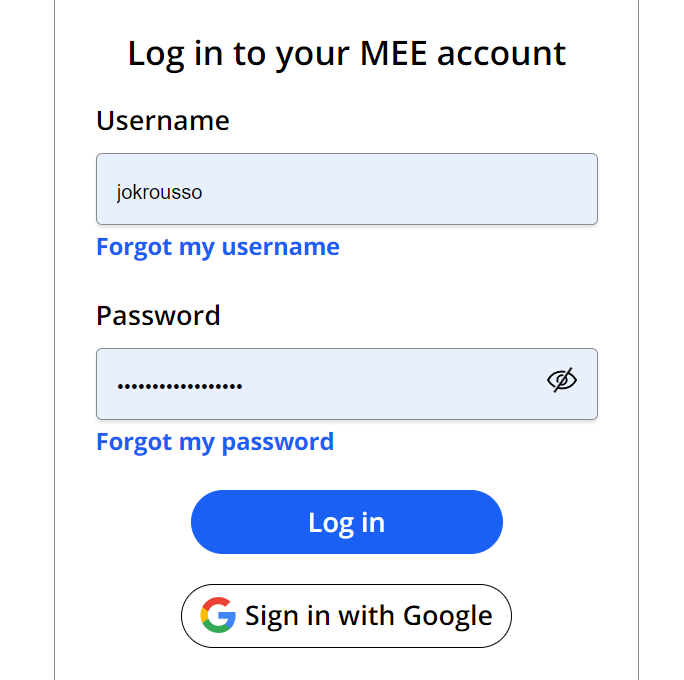 Log in to your MEE account
Username
jokrousso
Forgot my username
Password
••••••••••••••••••
Forgot my password
Log in
Sign in with Google